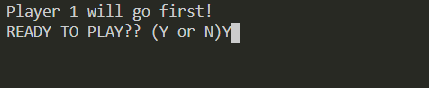 Player 1 will go first!
READY TO PLAY?? (Y or N)Y